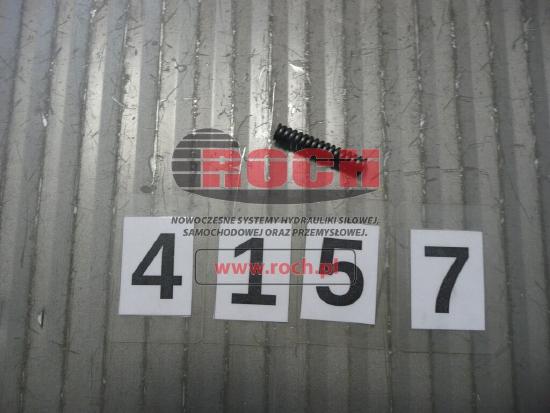 ROCH
NOWOCZESNE SYSTEMY HYDRAULIKI SIŁOWEJ,
SAMOCHODOWEJ ORAZ PRZEMYSŁOWEJ.
www.roch.pl
4 1 5 7